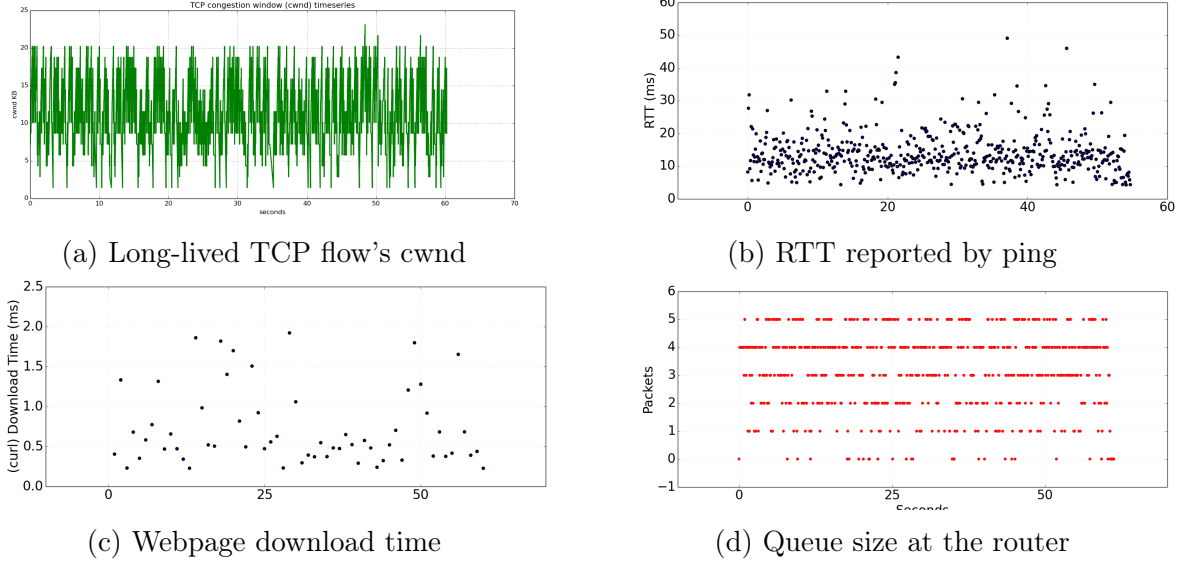 TCP congestion window (cwnd) timeseries
25
20
15
10
5
0
cwnd KB
0 10 20 30 40 50 60 70
seconds
(a) Long-lived TCP flow's cwnd
60
50
40
30
20
10
0
RTT (ms)
0 20 40 60
(b) RTT reported by ping
2.5
2.0
1.5
1.0
0.5
0.0
(curl) Download Time (ms)
0 25 50
(c) Webpage download time
6
5
4
3
2
1
0
−1
Packets
0 50
Seconds
(d) Queue size at the router